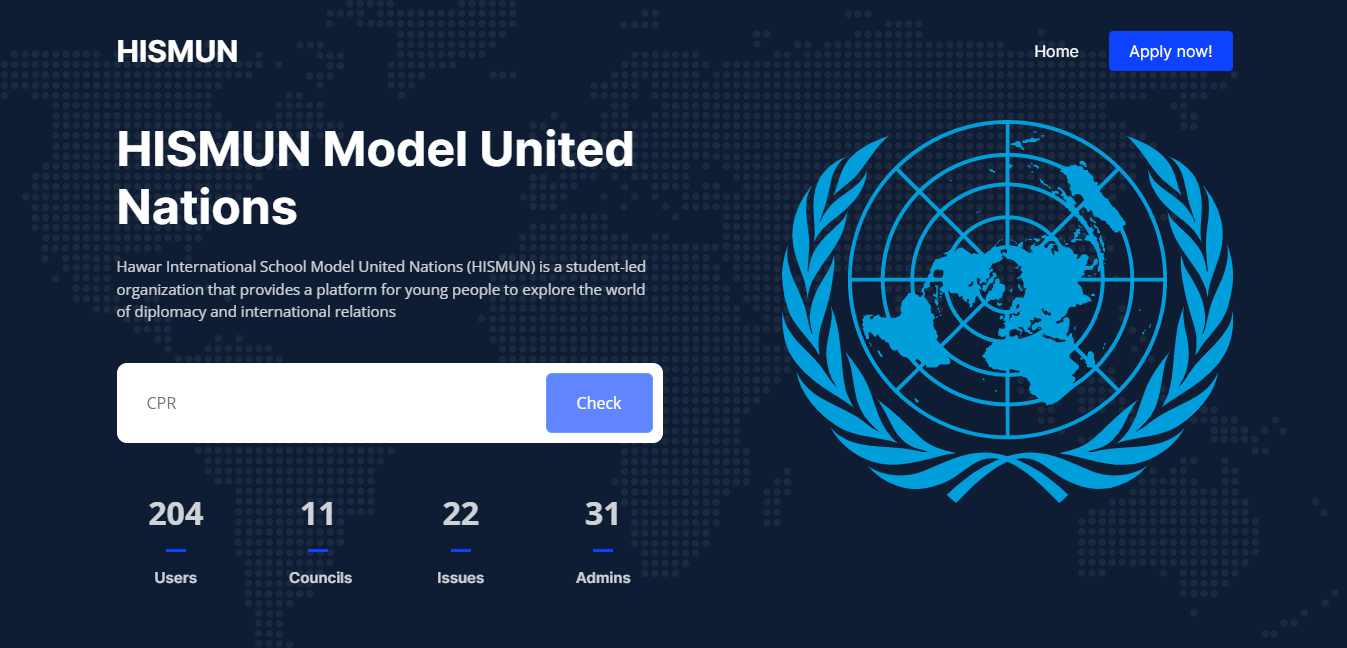 HISMUN
Home
Apply now!
HISMUN Model United
Nations
Hawar International School Model United Nations (HISMUN) is a student-led
organization that provides a platform for young people to explore the world
of diplomacy and international relations
CPR
Check
204
11
22
31
Users
Councils
Issues
Admins